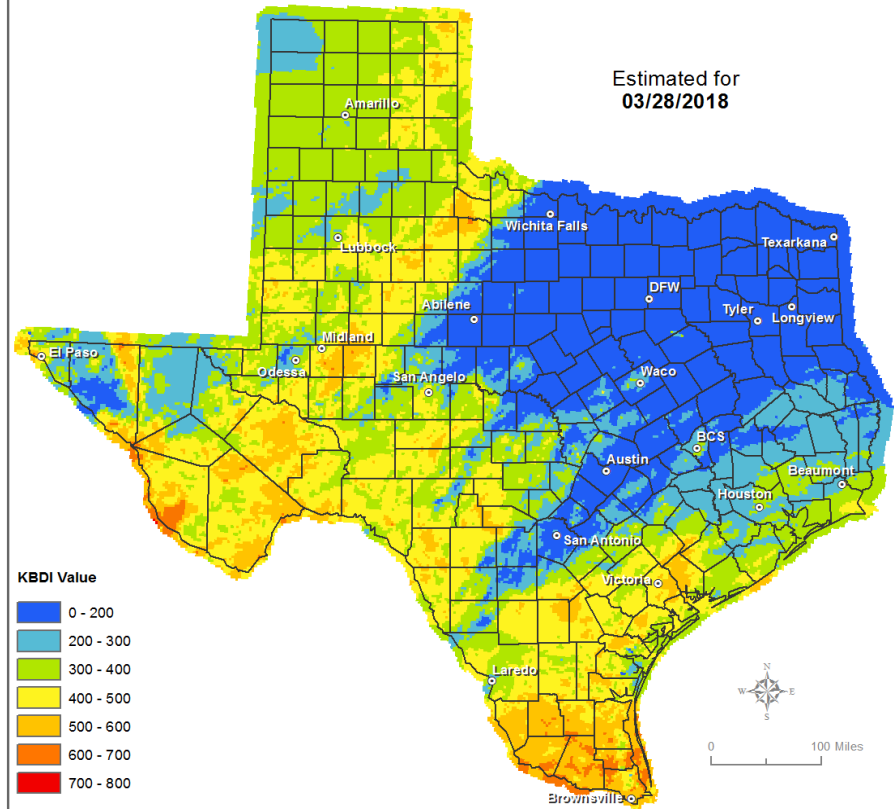 Estimated for
03/28/2018
Amarillo
Wichita Falls
Lubbock
Texarkana
DFW
Abilene
Tyler
Longview
Midland
El Paso
Odessa
San Angelo
Waco
BCS
Austin
Beaumont
Houston
San Antonio
Victoria
Laredo
Brownsville
KBDI Value
0 - 200
200 - 300
300 - 400
400 - 500
500 - 600
600 - 700
700 - 800
N
W E
S
0 100 Miles